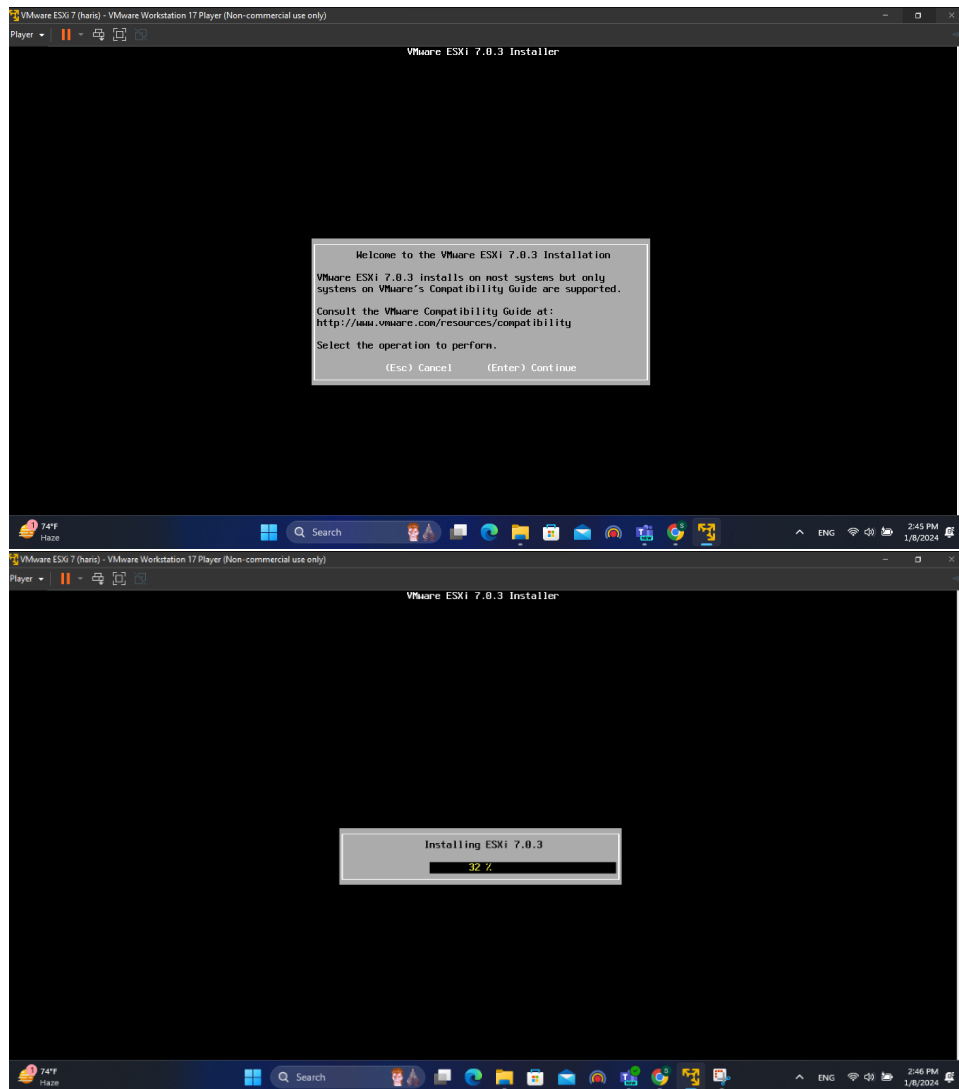 VMware ESXi 7 (haris) - VMware Workstation 17 Player (Non-commercial use only)
Player
VMware ESXi 7.0.3 Installer
Welcome to the VMware ESXi 7.0.3 Installation
VMware ESXi 7.0.3 installs on most systems but only
systems on VMware's Compatibility Guide are supported.
Consult the VMware Compatibility Guide at:
http://www.vmware.com/resources/compatibility
Select the operation to perform.
(Esc) Cancel (Enter) Continue
1
74°F
Haze
Search
ENG
2:45 PM
1/8/2024
VMware ESXi 7 (haris) - VMware Workstation 17 Player (Non-commercial use only)
Player
VMware ESXi 7.0.3 Installer
Installing ESXi 7.0.3
32 %
1
74°F
Haze
Search
ENG
2:46 PM
1/8/2024